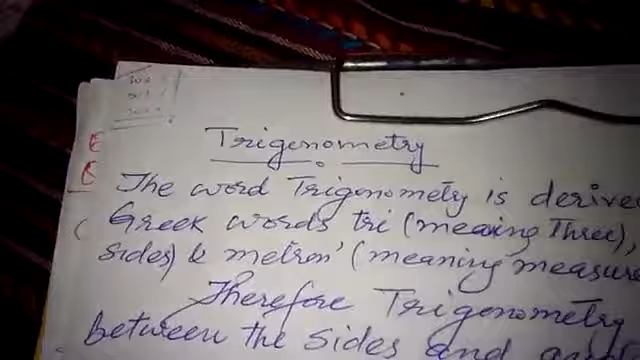 Trigonometry
The word Trigonometry is derive
Greek words tri (meaning Three),
sides) & metron' (meaning measure
Therefore Trigonometry
between the sides and